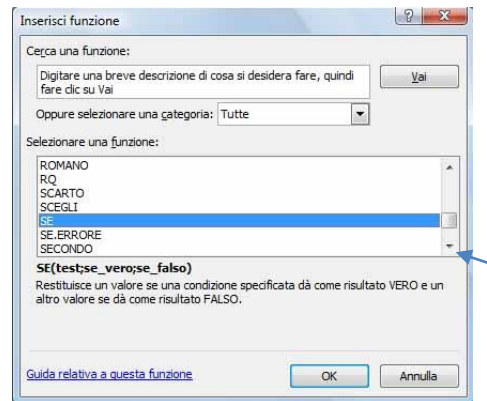 Inserisci funzione
Cerca una funzione:
Digitare una breve descrizione di cosa si desidera fare, quindi
fare clic su Vai
Vai
Oppure selezionare una categoria: Tutte
Selezionare una funzione:
ROMANO
RQ
SCARTO
SCEGLI
SE
SE.ERRORE
SECONDO
SE(test;se_vero;se_falso)
Restituisce un valore se una condizione specificata dà come risultato VERO e un
altro valore se dà come risultato FALSO.
Guida relativa a questa funzione
OK
Annulla